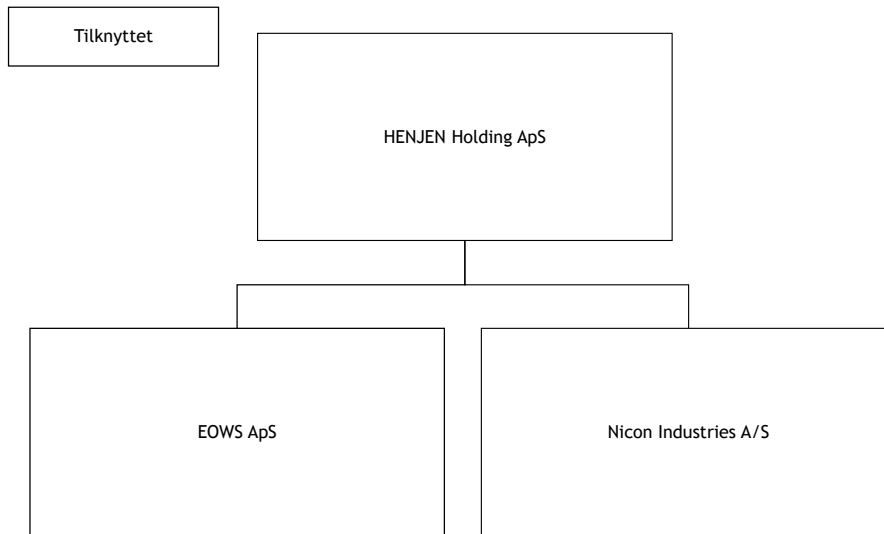 Tilknyttet
HENJEN Holding ApS
EOWS ApS
Nicon Industries A/S